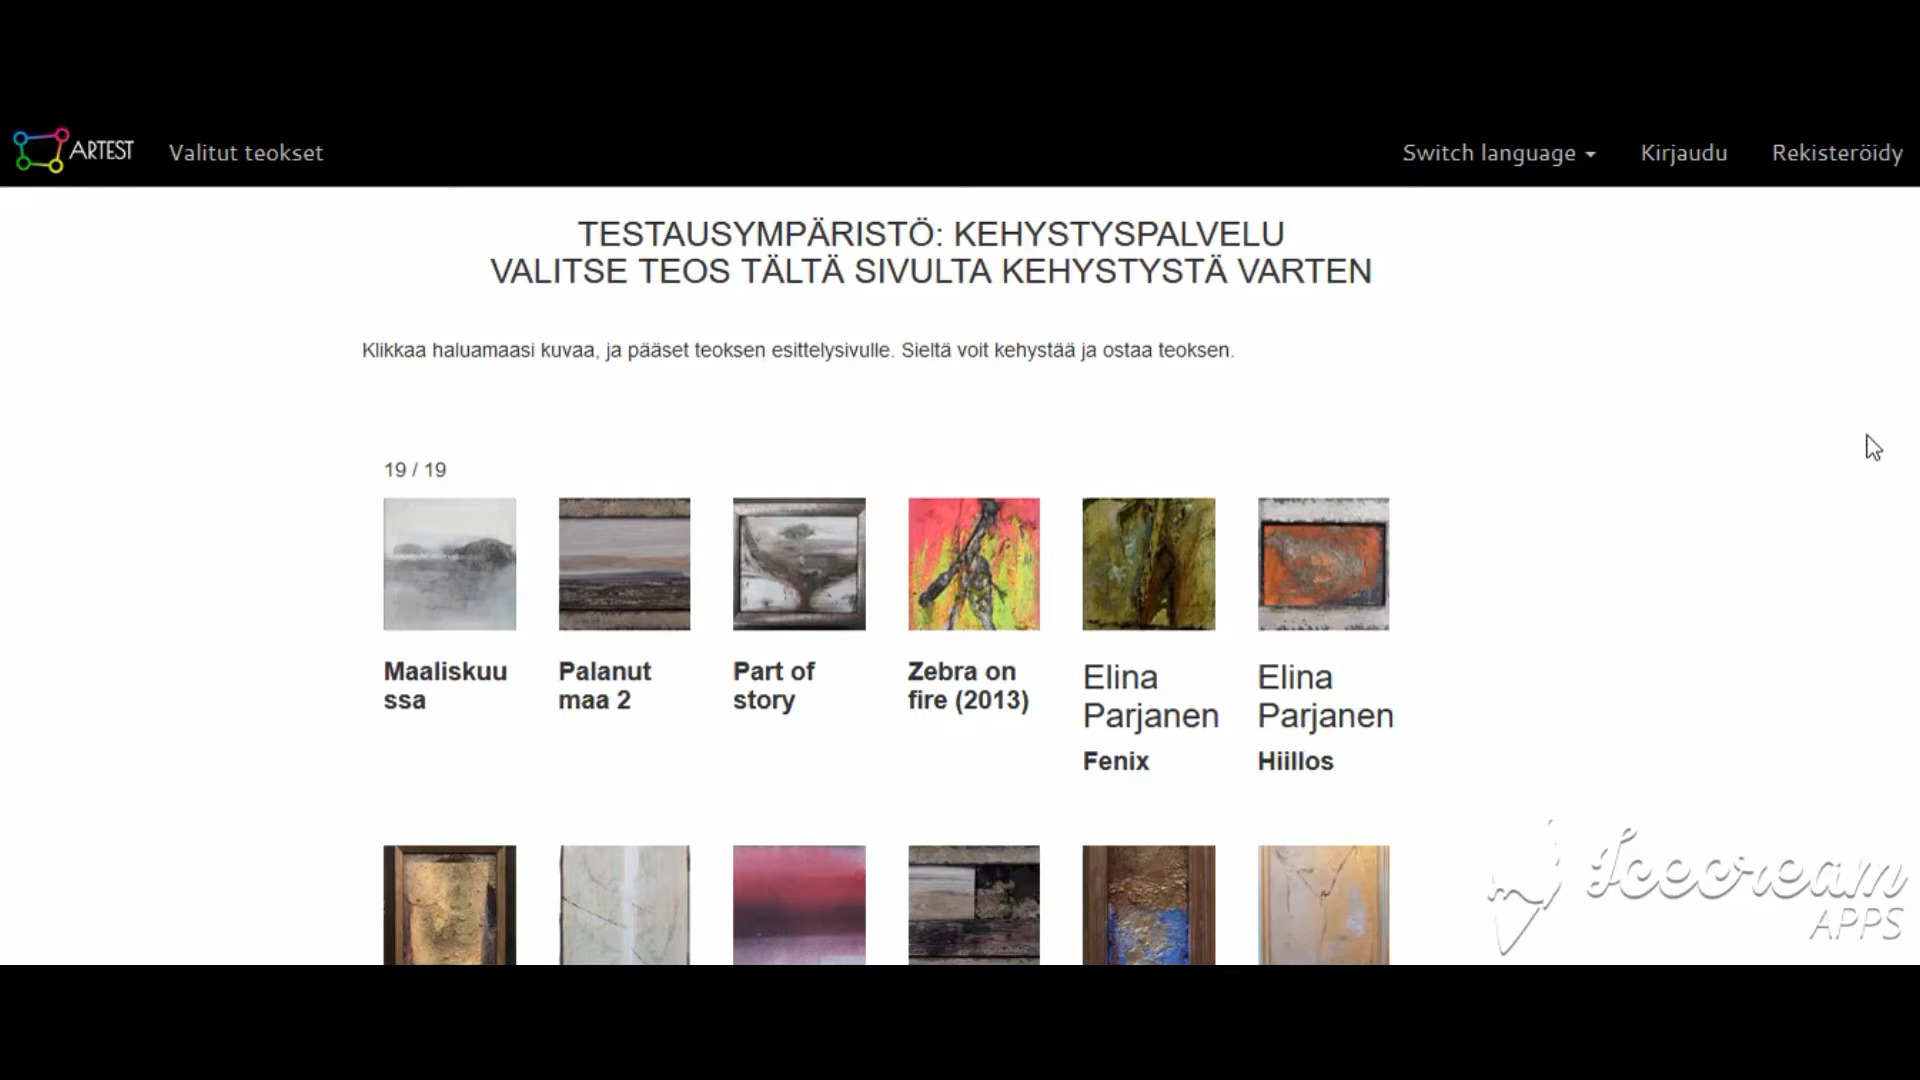 ARTEST Valitut teokset Switch language Kirjaudu Rekisteröidy
TESTAUSYMPÄRISTÖ: KEHYSTYSPALVELU
VALITSE TEOS TÄLTÄ SIVULTA KEHYSTYSTÄ VARTEN
Klikkaa haluamaasi kuvaa, ja pääset teoksen esittelysivulle. Sieltä voit kehystää ja ostaa teoksen.
19 / 19
Maaliskuu
ssa
Palanut
maa 2
Part of
story
Zebra on
fire (2013)
Elina
Parjanen
Fenix
Elina
Parjanen
Hiillos
Icecream
APPS